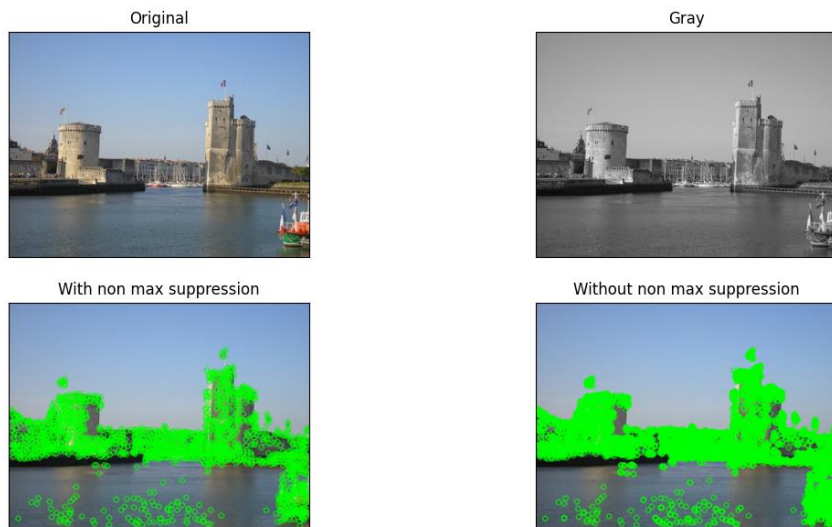 Original
Gray
With non max suppression
Without non max suppression